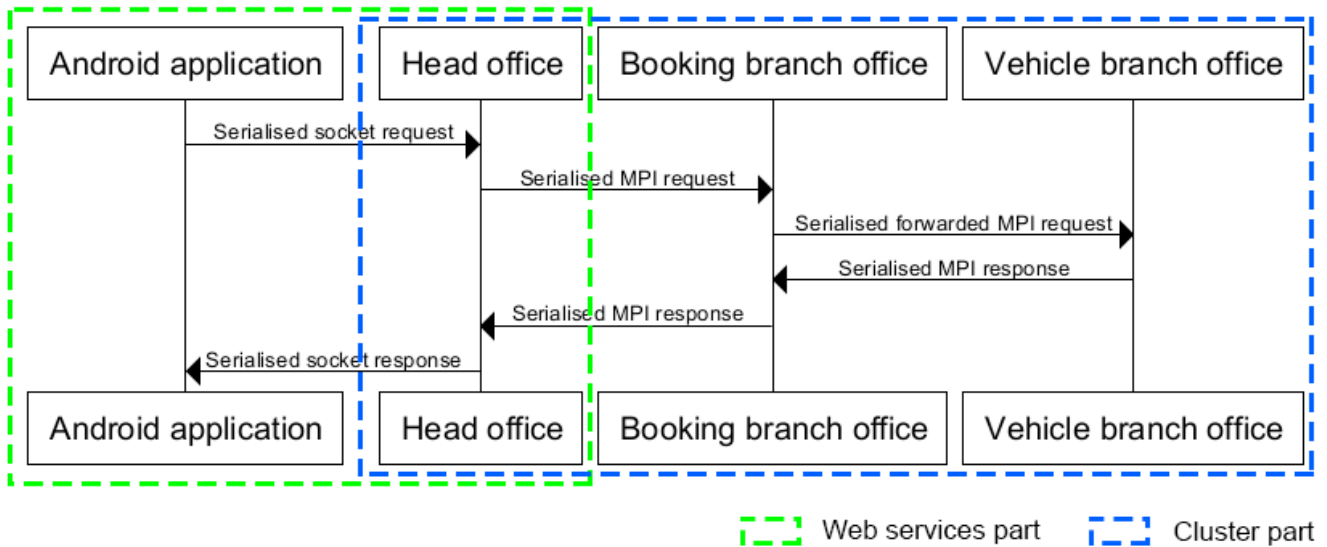 Android application
Head office
Booking branch office
Vehicle branch office
Serialised socket request
Serialised MPI request
Serialised forwarded MPI request
Serialised MPI response
Serialised MPI response
Serialised socket response
Android application
Head office
Booking branch office
Vehicle branch office
Web services part
Cluster part